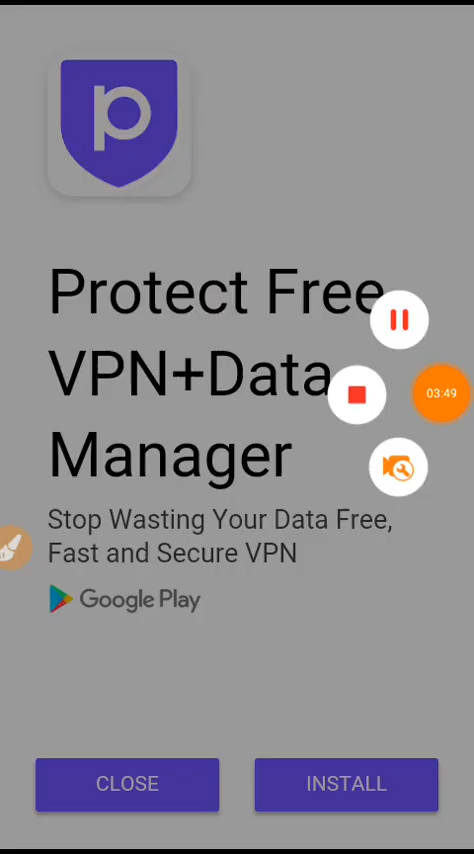 p
Protect Free
VPN+Data
Manager
03:49
Stop Wasting Your Data Free,
Fast and Secure VPN
Google Play
CLOSE
INSTALL